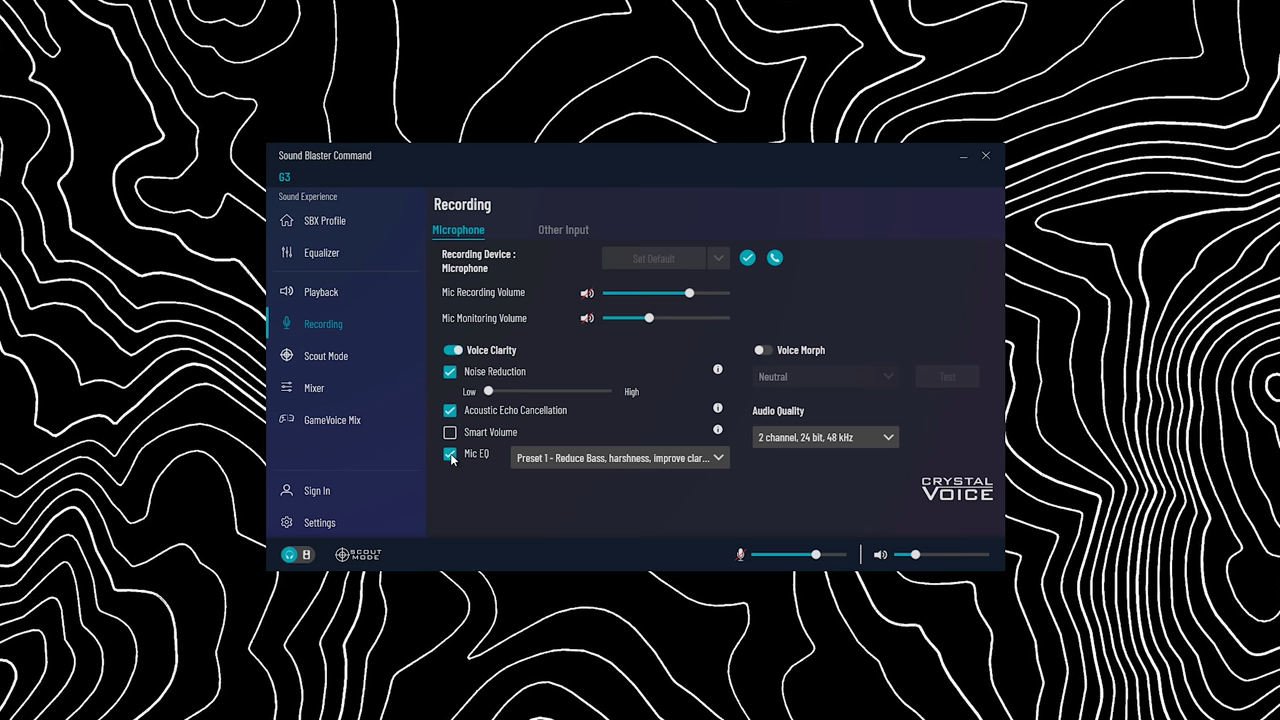 Sound Blaster Command
G3
Sound Experience
SBX Profile
Equalizer
Playback
Recording
Scout Mode
Mixer
GameVoice Mix
Sign In
Settings
SCOUT MODE
Recording
Microphone
Other Input
Recording Device :
Microphone
Set Default
Mic Recording Volume
Mic Monitoring Volume
Voice Clarity
Noise Reduction
Low
High
Acoustic Echo Cancellation
Smart Volume
Mic EQ
Preset 1 - Reduce Bass, harshness, improve clar...
Voice Morph
Neutral
Test
Audio Quality
2 channel, 24 bit, 48 kHz
CRYSTAL
VOICE